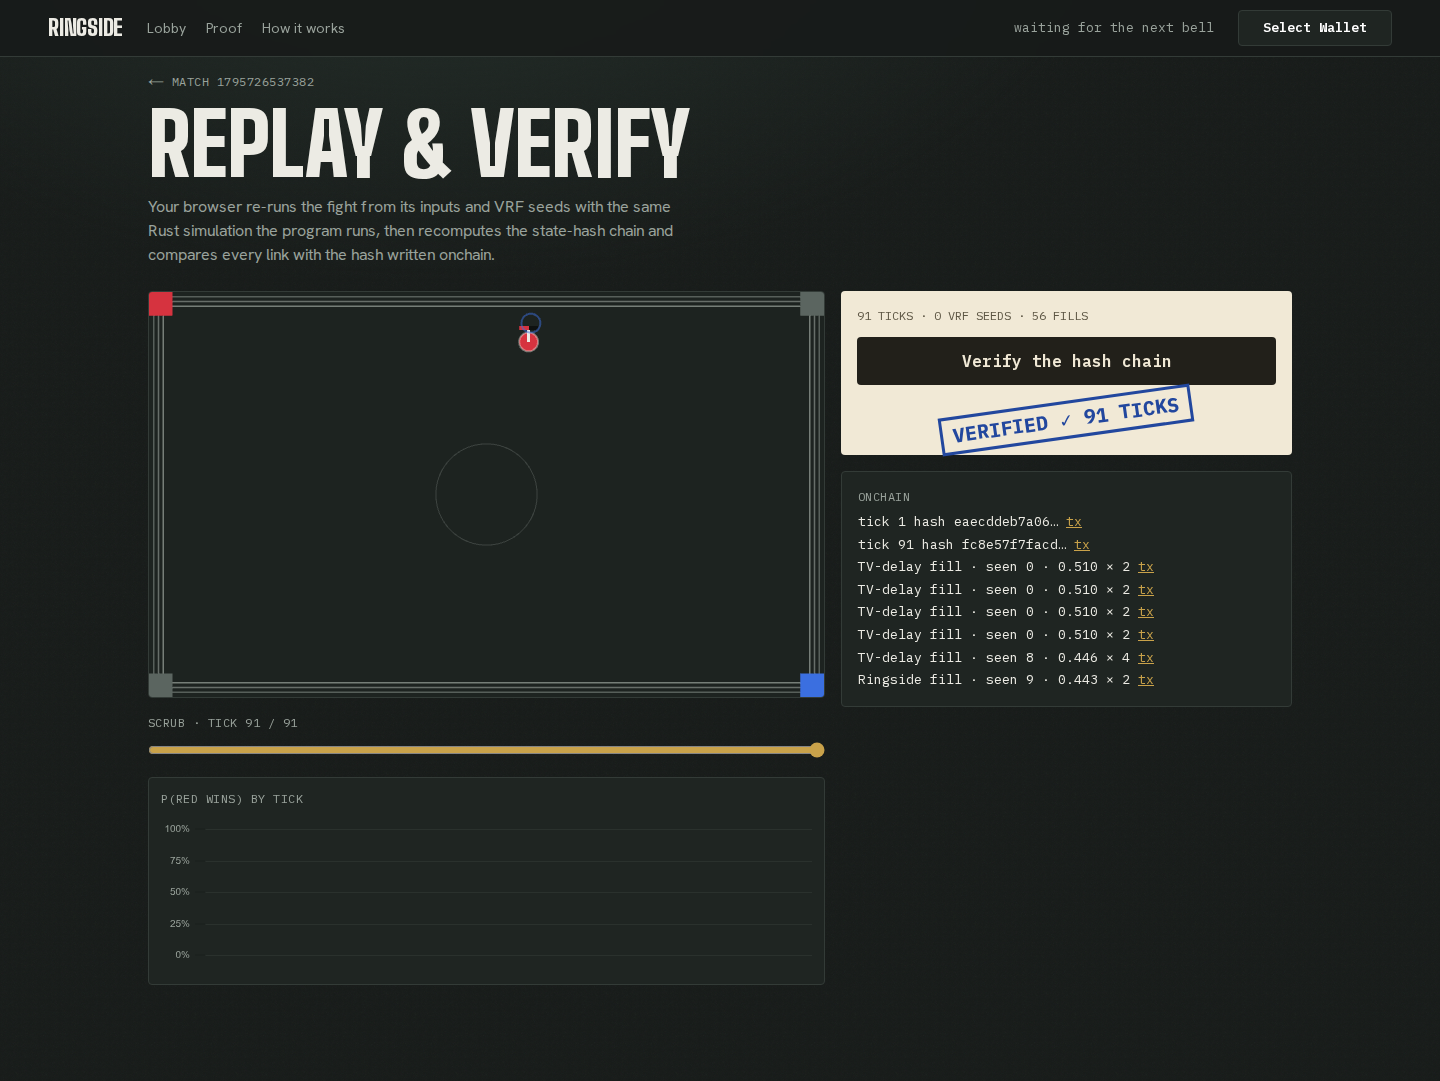 RINGSIDE Lobby Proof How it works waiting for the next bell Select Wallet
← MATCH 1795726537382
REPLAY & VERIFY
Your browser re-runs the fight from its inputs and VRF seeds with the same
Rust simulation the program runs, then recomputes the state-hash chain and
compares every link with the hash written onchain.
91 TICKS · 0 VRF SEEDS · 56 FILLS
Verify the hash chain
VERIFIED ✓ 91 TICKS
ONCHAIN
tick 1 hash eaecddeb7a06… tx
tick 91 hash fc8e57f7facd… tx
TV-delay fill · seen 0 · 0.510 × 2 tx
TV-delay fill · seen 0 · 0.510 × 2 tx
TV-delay fill · seen 0 · 0.510 × 2 tx
TV-delay fill · seen 0 · 0.510 × 2 tx
TV-delay fill · seen 8 · 0.446 × 4 tx
Ringside fill · seen 9 · 0.443 × 2 tx
SCRUB · TICK 91 / 91
P(RED WINS) BY TICK
100%
75%
50%
25%
0%